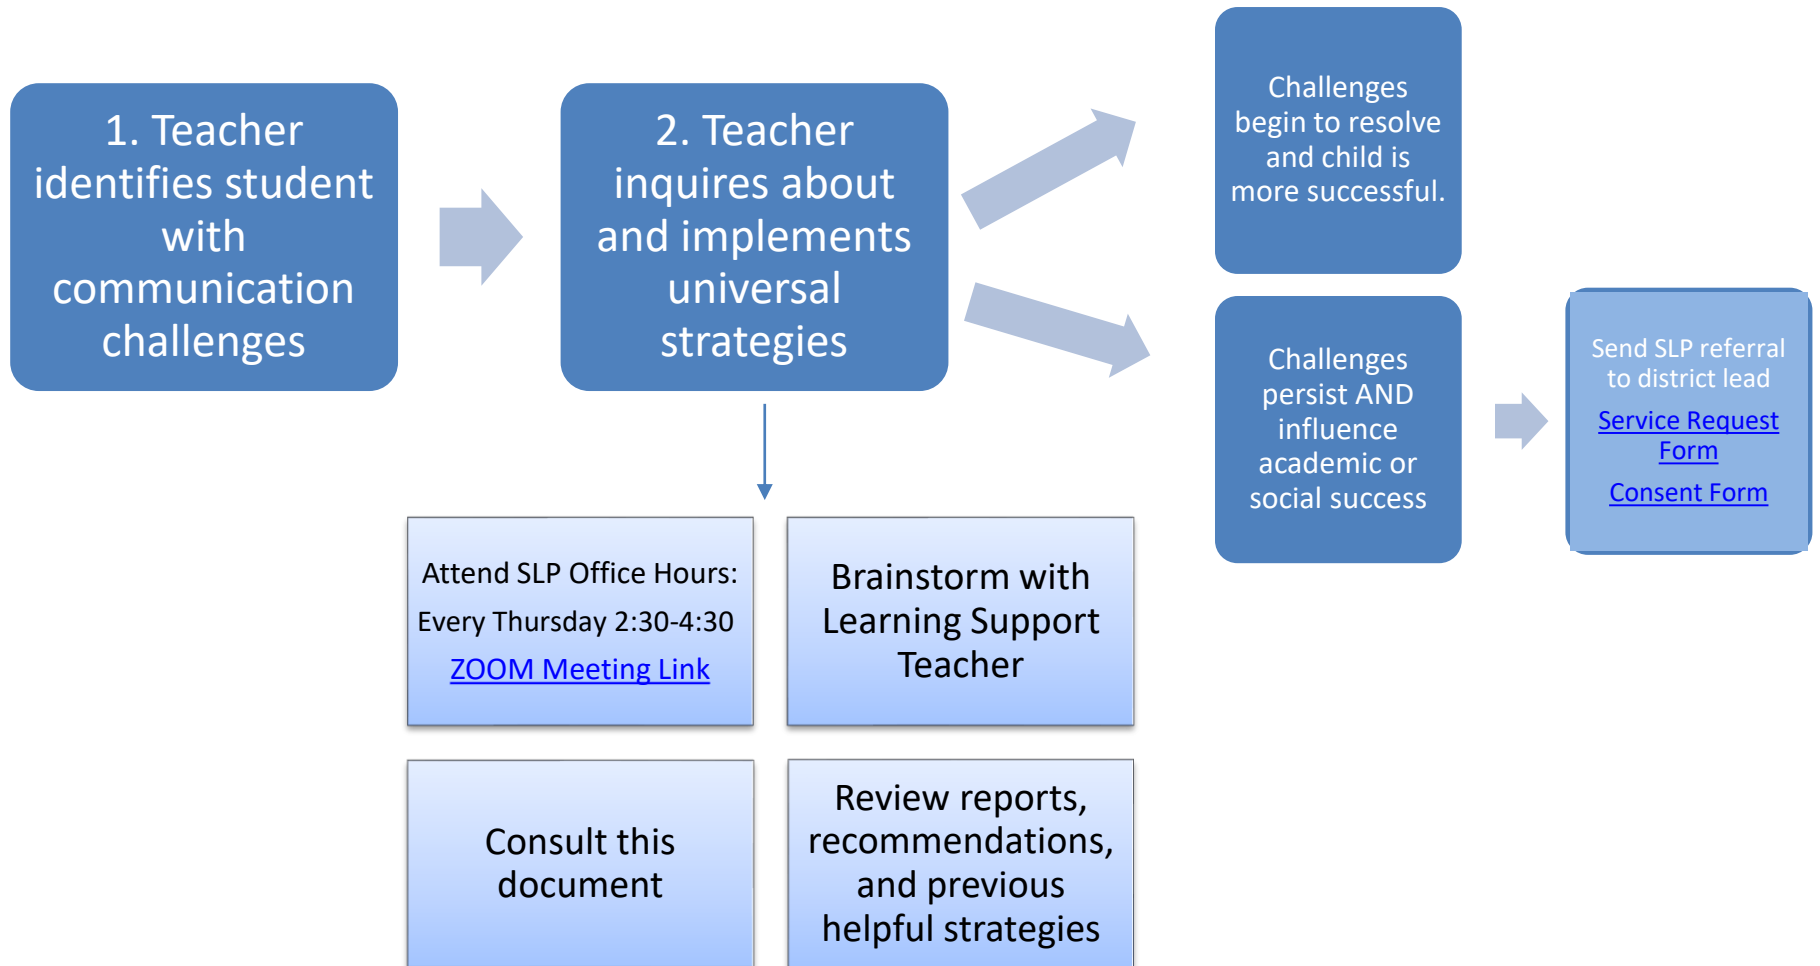 1. Teacher
identifies student
with
communication
challenges
2. Teacher
inquires about
and implements
universal
strategies
Challenges
begin to resolve
and child is
more successful.
Challenges
persist AND
influence
academic or
social success
Send SLP referral
to district lead
Service Request
Form
Consent Form
Attend SLP Office Hours:
Every Thursday 2:30-4:30
ZOOM Meeting Link
Brainstorm with
Learning Support
Teacher
Consult this
document
Review reports,
recommendations,
and previous
helpful strategies